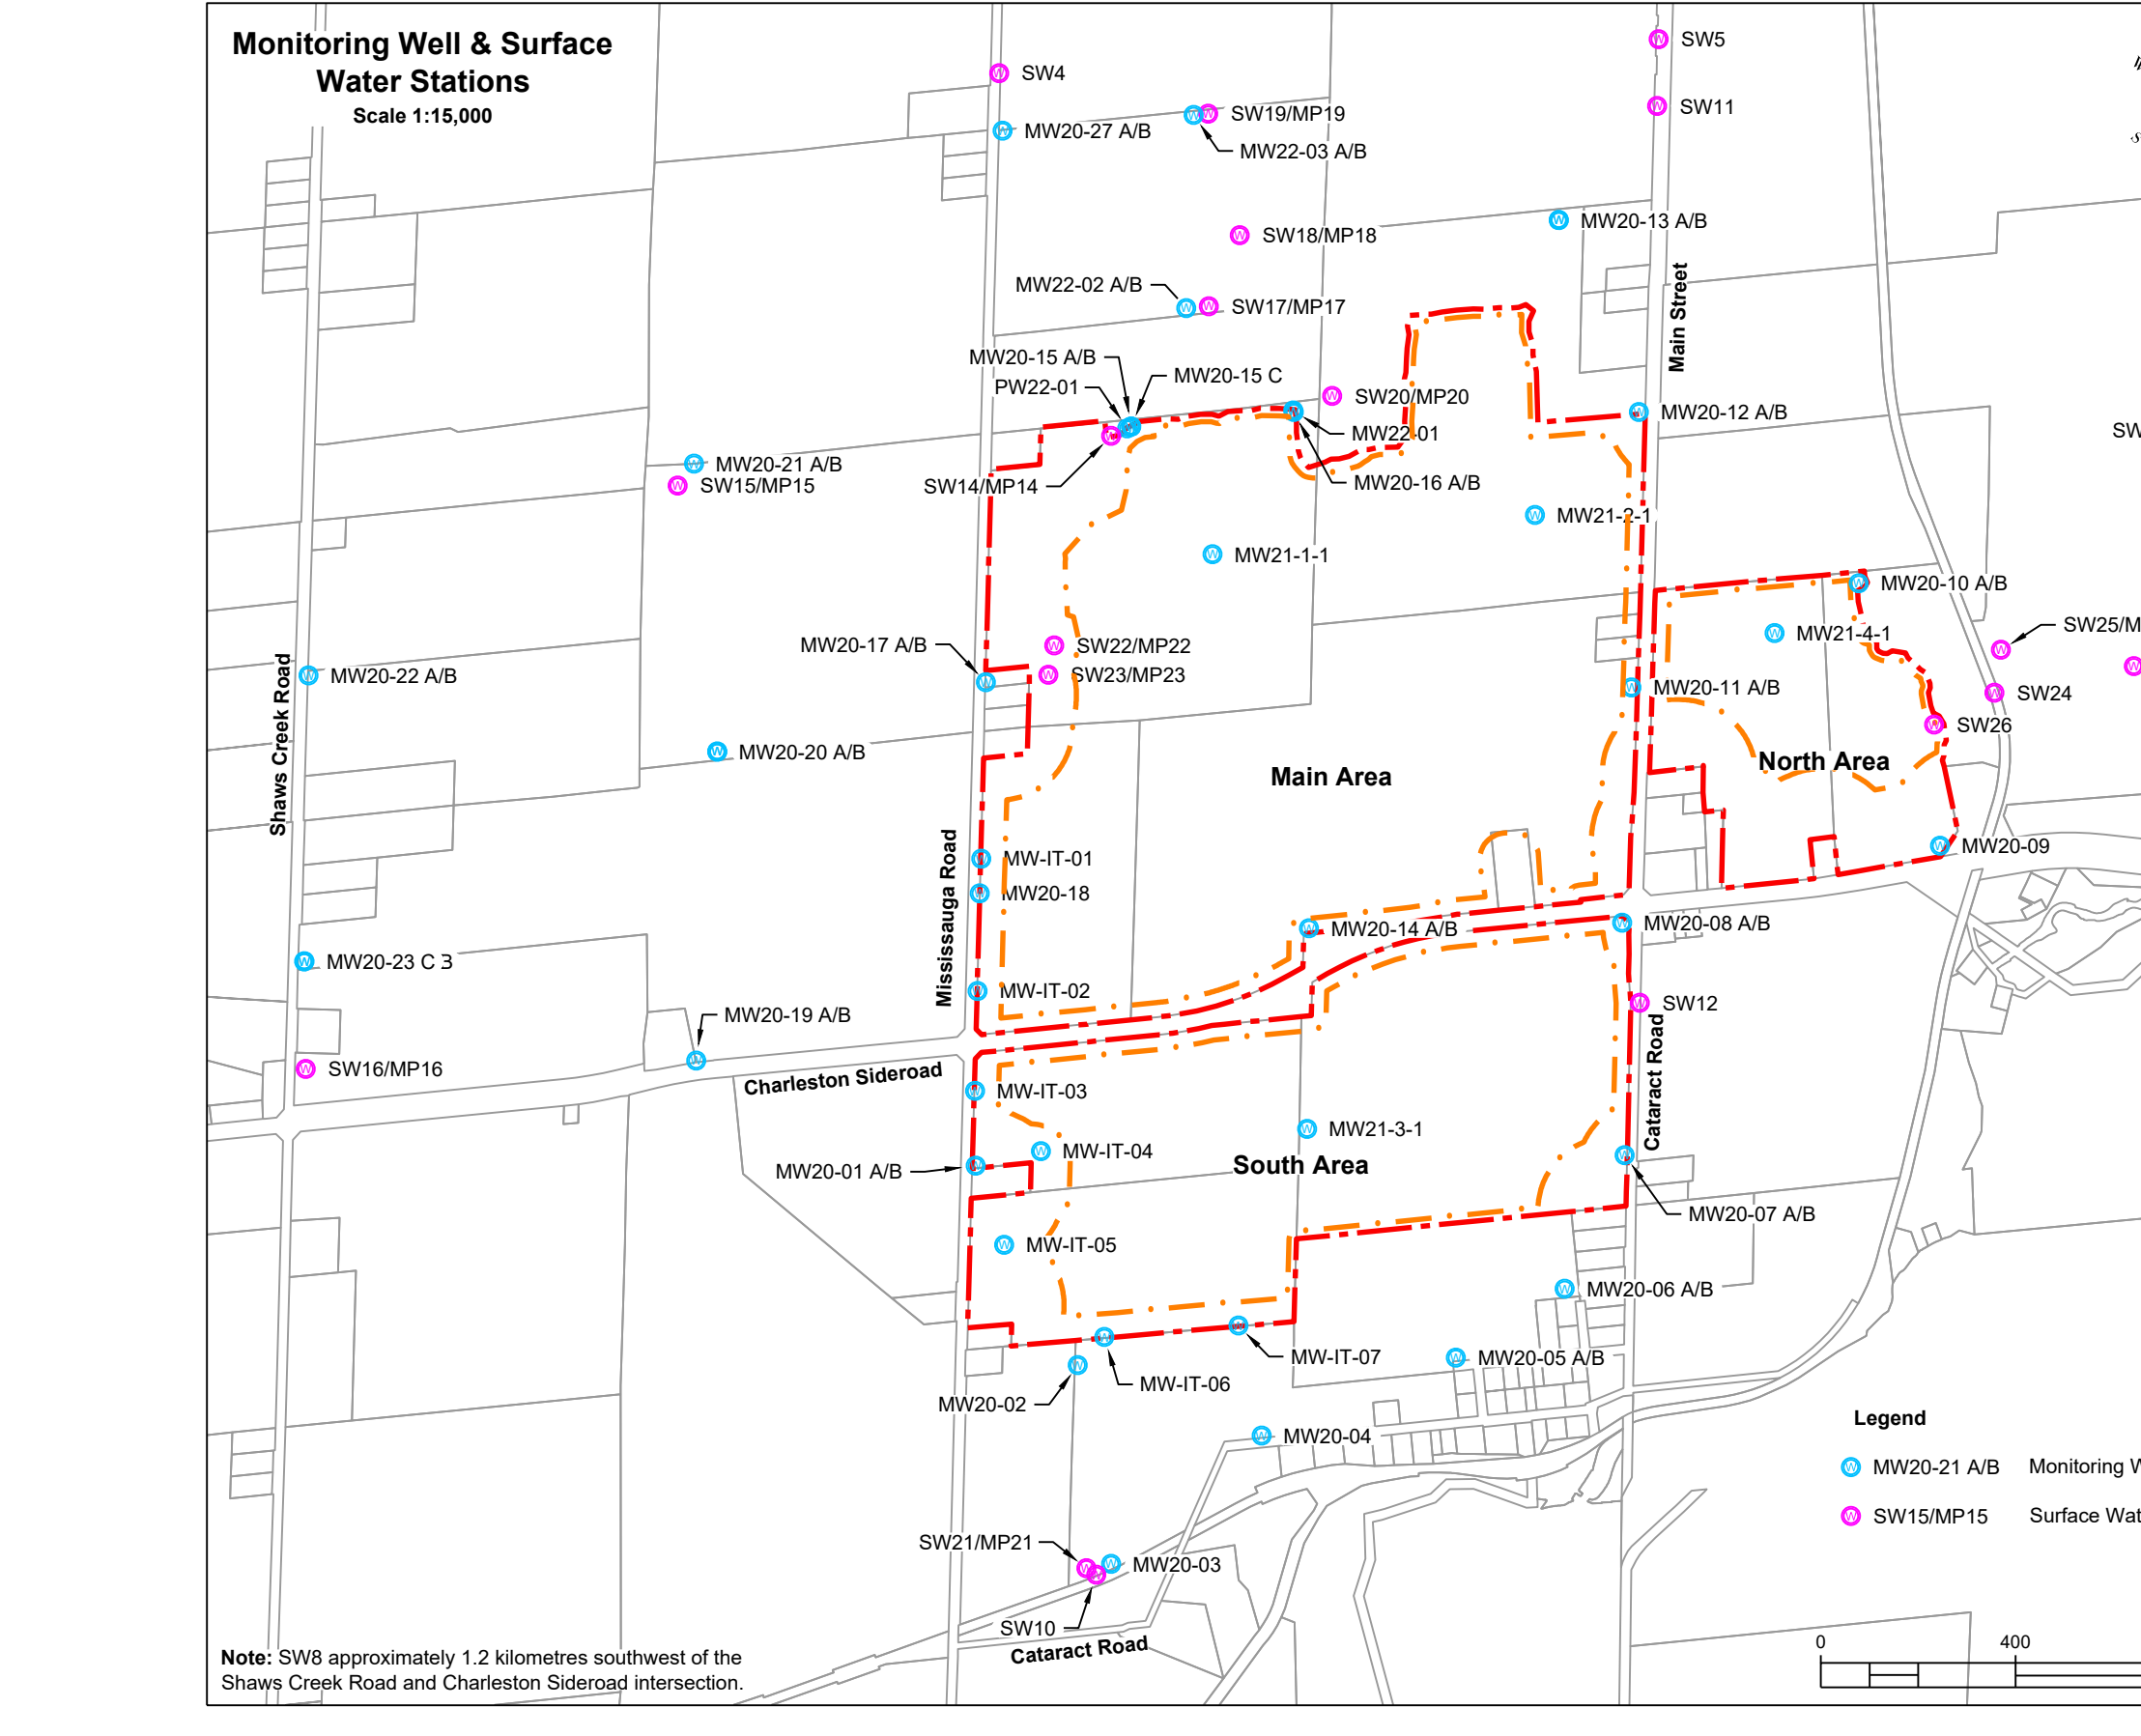 Monitoring Well & Surface
Water Stations
Scale 1:15,000
SW4
SW5
SW11
SW19/MP19
MW20-27 A/B
MW22-03 A/B
MW20-13 A/B
SW18/MP18
MW22-02 A/B
SW17/MP17
Main Street
MW20-15 A/B
MW20-15 C
PW22-01
SW20/MP20
MW20-12 A/B
MW22-01
SW
MW20-21 A/B
SW15/MP15
SW14/MP14
MW20-16 A/B
MW21-2-1
MW21-1-1
MW20-10 A/B
SW25/M
MW21-4-1
MW20-17 A/B
SW22/MP22
SW23/MP23
MW20-22 A/B
MW20-11 A/B
SW24
SW26
Shaws Creek Road
MW20-20 A/B
Main Area
North Area
MW-IT-01
MW20-09
MW20-18
Mississauga Road
MW20-14 A/B
MW20-08 A/B
MW20-23 C
MW-IT-02
SW12
MW20-19 A/B
SW16/MP16
Charleston Sideroad
MW-IT-03
Cataract Road
MW21-3-1
MW-IT-04
MW20-01 A/B
South Area
MW20-07 A/B
MW-IT-05
MW20-06 A/B
MW-IT-07
MW20-05 A/B
MW-IT-06
MW20-02
MW20-04
Legend
MW20-21 A/B Monitoring W
SW15/MP15 Surface Wat
SW21/MP21
MW20-03
SW10
Cataract Road
0 400
Note: SW8 approximately 1.2 kilometres southwest of the
Shaws Creek Road and Charleston Sideroad intersection.